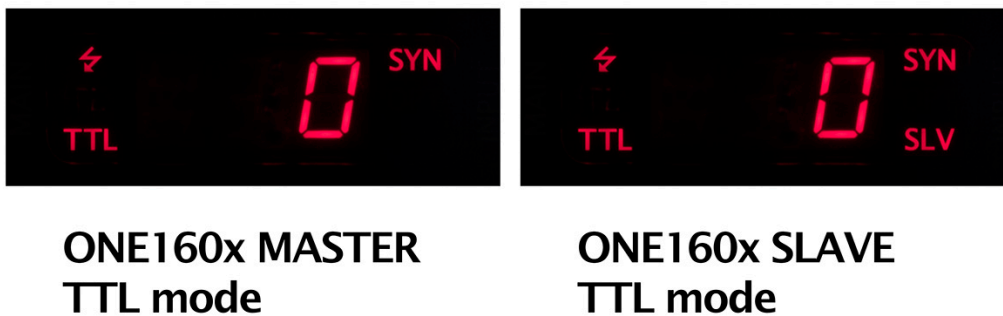 0 SYN
TTL
0 SYN
TTL SLV
ONE160x MASTER
TTL mode
ONE160x SLAVE
TTL mode